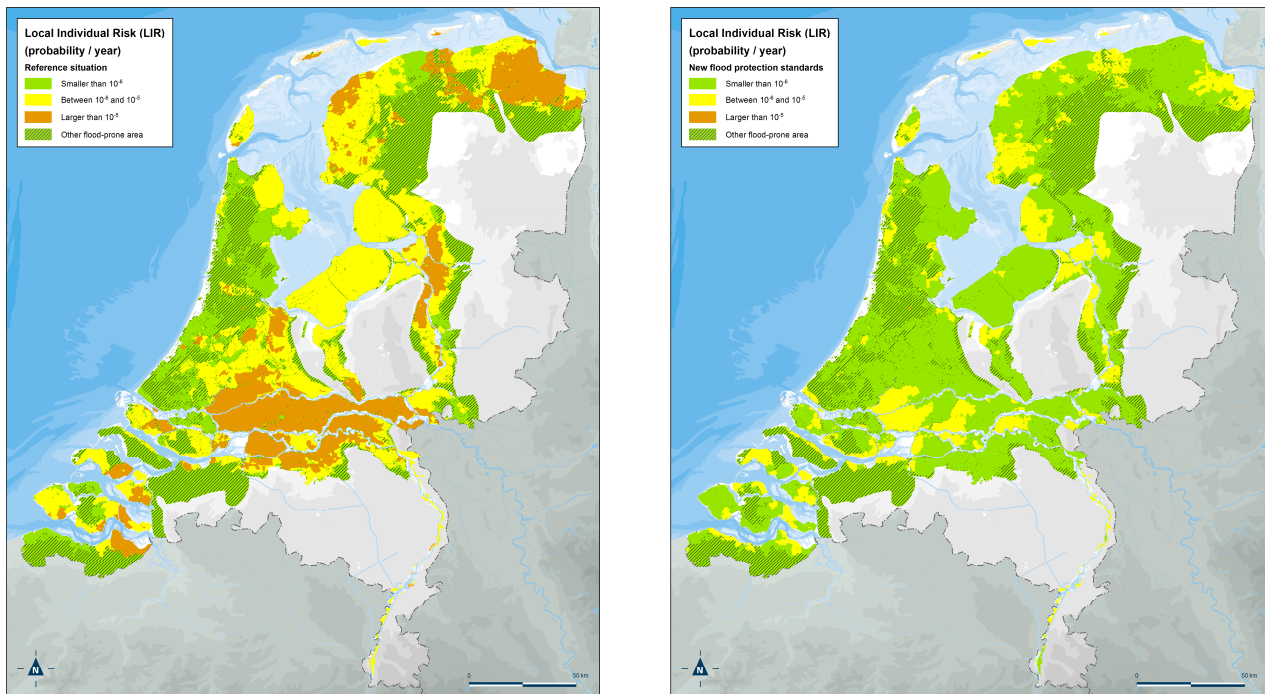 Local Individual Risk (LIR)
(probability / year)
Reference situation
Smaller than 10⁻⁶
Between 10⁻⁶ and 10⁻⁵
Larger than 10⁻⁵
Other flood-prone area
N
0 50 km
Local Individual Risk (LIR)
(probability / year)
New flood protection standards
Smaller than 10⁻⁶
Between 10⁻⁶ and 10⁻⁵
Larger than 10⁻⁵
Other flood-prone area
N
0 50 km